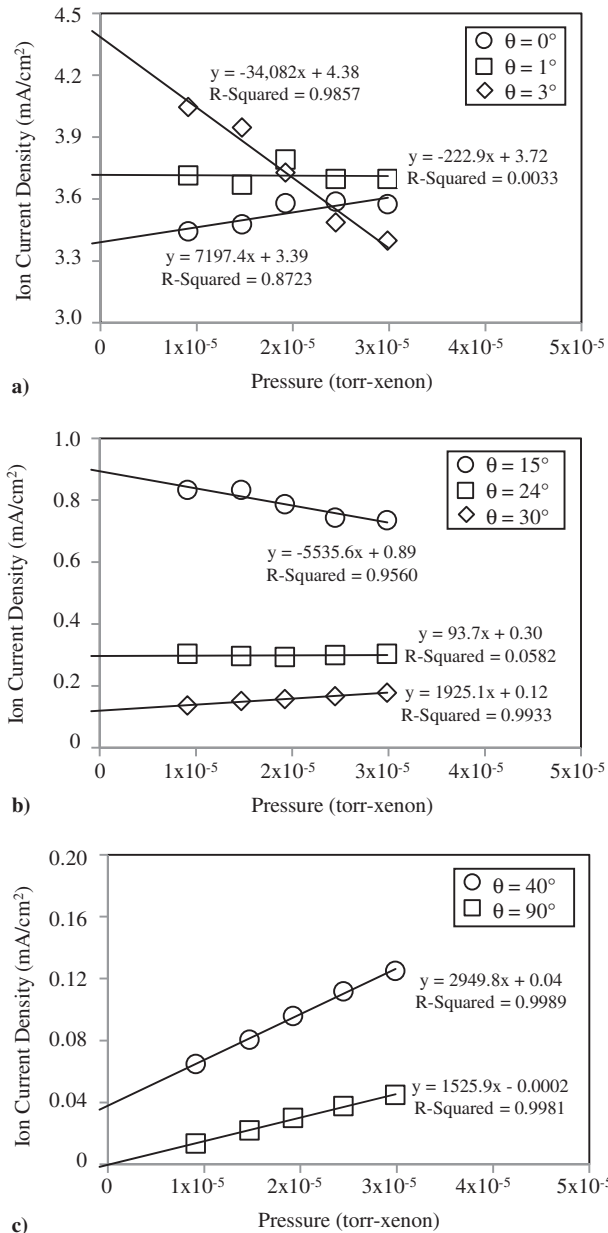 4.5
4.2
3.9
3.6
3.3
3.0
Ion Current Density (mA/cm²)
θ = 0°
θ = 1°
θ = 3°
y = -34,082x + 4.38
R-Squared = 0.9857
y = -222.9x + 3.72
R-Squared = 0.0033
y = 7197.4x + 3.39
R-Squared = 0.8723
0 1x10⁻⁵ 2x10⁻⁵ 3x10⁻⁵ 4x10⁻⁵ 5x10⁻⁵
Pressure (torr-xenon)
a)
1.0
0.8
0.6
0.4
0.2
0
Ion Current Density (mA/cm²)
θ = 15°
θ = 24°
θ = 30°
y = -5535.6x + 0.89
R-Squared = 0.9560
y = 93.7x + 0.30
R-Squared = 0.0582
y = 1925.1x + 0.12
R-Squared = 0.9933
0 1x10⁻⁵ 2x10⁻⁵ 3x10⁻⁵ 4x10⁻⁵ 5x10⁻⁵
Pressure (torr-xenon)
b)
0.20
0.16
0.12
0.08
0.04
0
Ion Current Density (mA/cm²)
θ = 40°
θ = 90°
y = 2949.8x + 0.04
R-Squared = 0.9989
y = 1525.9x - 0.0002
R-Squared = 0.9981
0 1x10⁻⁵ 2x10⁻⁵ 3x10⁻⁵ 4x10⁻⁵ 5x10⁻⁵
Pressure (torr-xenon)
c)